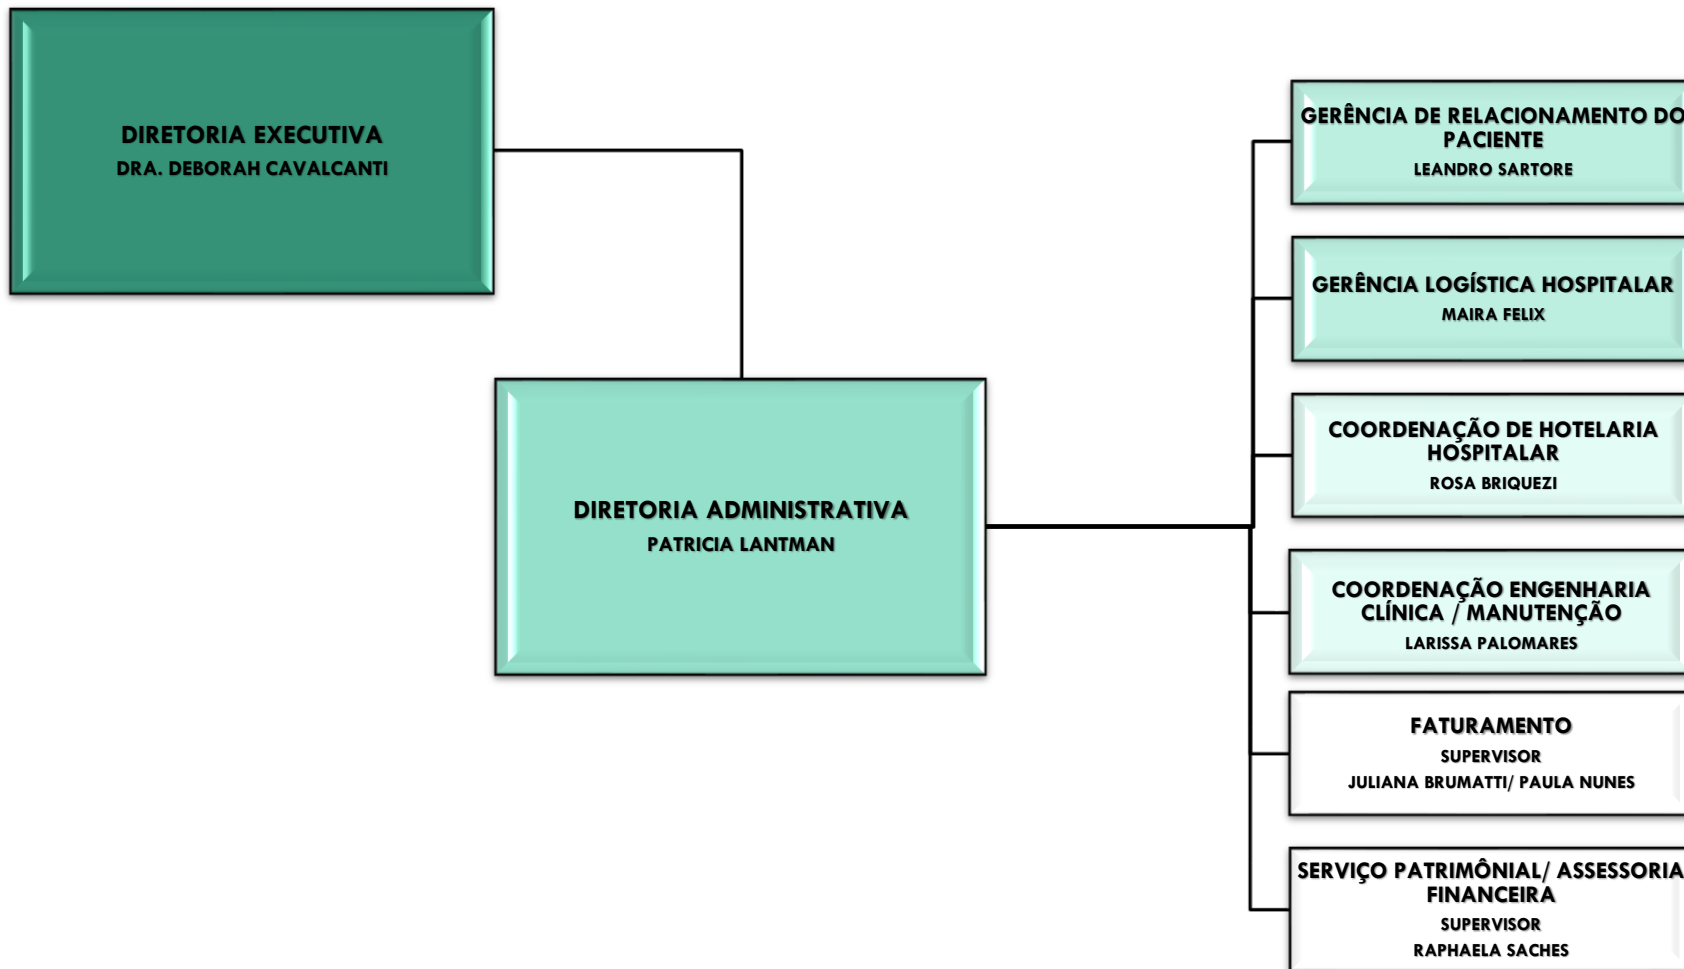 DIRETORIA EXECUTIVA
DRA. DEBORAH CAVALCANTI
DIRETORIA ADMINISTRATIVA
PATRICIA LANTMAN
GERÊNCIA DE RELACIONAMENTO DO
PACIENTE
LEANDRO SARTORE
GERÊNCIA LOGÍSTICA HOSPITALAR
MAIRA FELIX
COORDENAÇÃO DE HOTELARIA
HOSPITALAR
ROSA BRIQUEZI
COORDENAÇÃO ENGENHARIA
CLÍNICA / MANUTENÇÃO
LARISSA PALOMARES
FATURAMENTO
SUPERVISOR
JULIANA BRUMATTI/ PAULA NUNES
SERVIÇO PATRIMÔNIAL/ ASSESSORIA
FINANCEIRA
SUPERVISOR
RAPHAELA SACHES